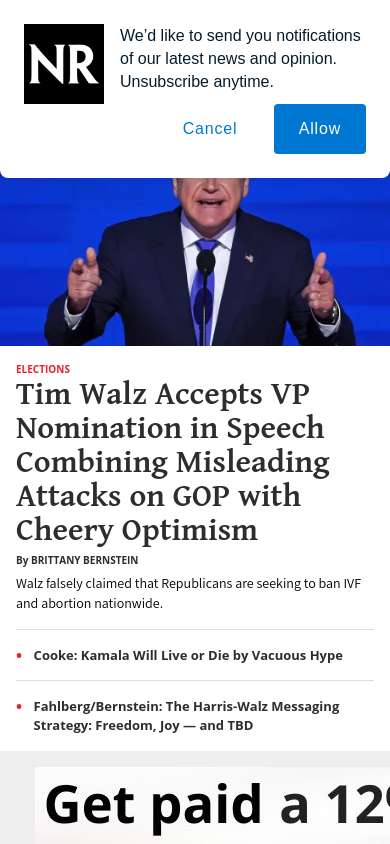 NR
We’d like to send you notifications
of our latest news and opinion.
Unsubscribe anytime.
Cancel
Allow
ELECTIONS
Tim Walz Accepts VP
Nomination in Speech
Combining Misleading
Attacks on GOP with
Cheery Optimism
By BRITTANY BERNSTEIN
Walz falsely claimed that Republicans are seeking to ban IVF
and abortion nationwide.
• Cooke: Kamala Will Live or Die by Vacuous Hype
• Fahlberg/Bernstein: The Harris-Walz Messaging
Strategy: Freedom, Joy — and TBD
Get paid a 12